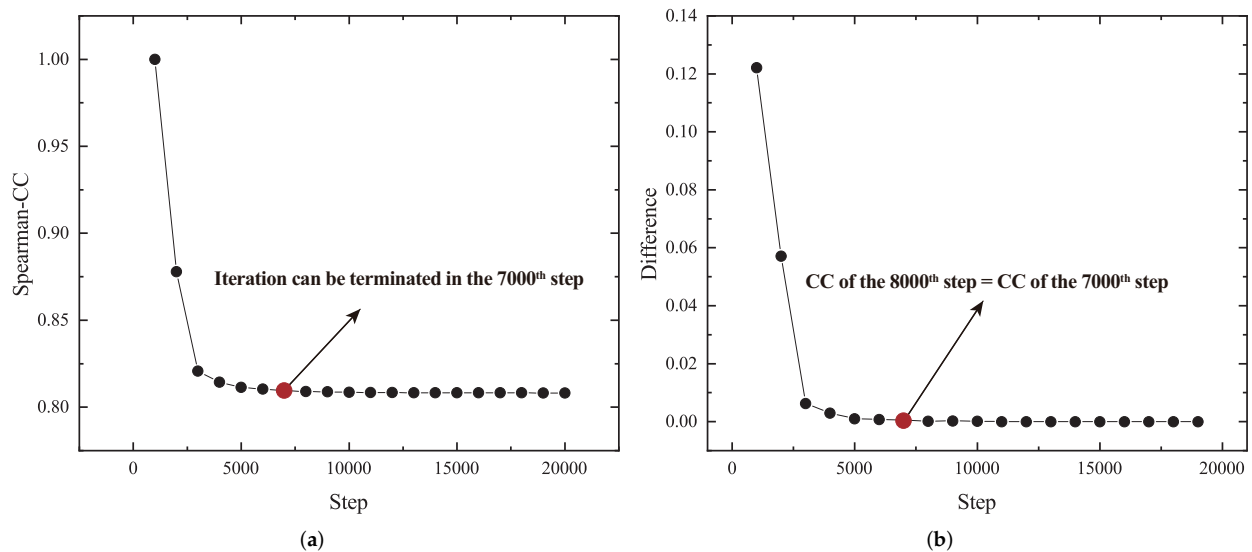 1.00
0.95
0.90
0.85
0.80
Spearman-CC
Iteration can be terminated in the 7000th step
0
5000
10000
15000
20000
Step
(a)
0.14
0.12
0.10
0.08
0.06
0.04
0.02
0.00
Difference
CC of the 8000th step = CC of the 7000th step
0
5000
10000
15000
20000
Step
(b)